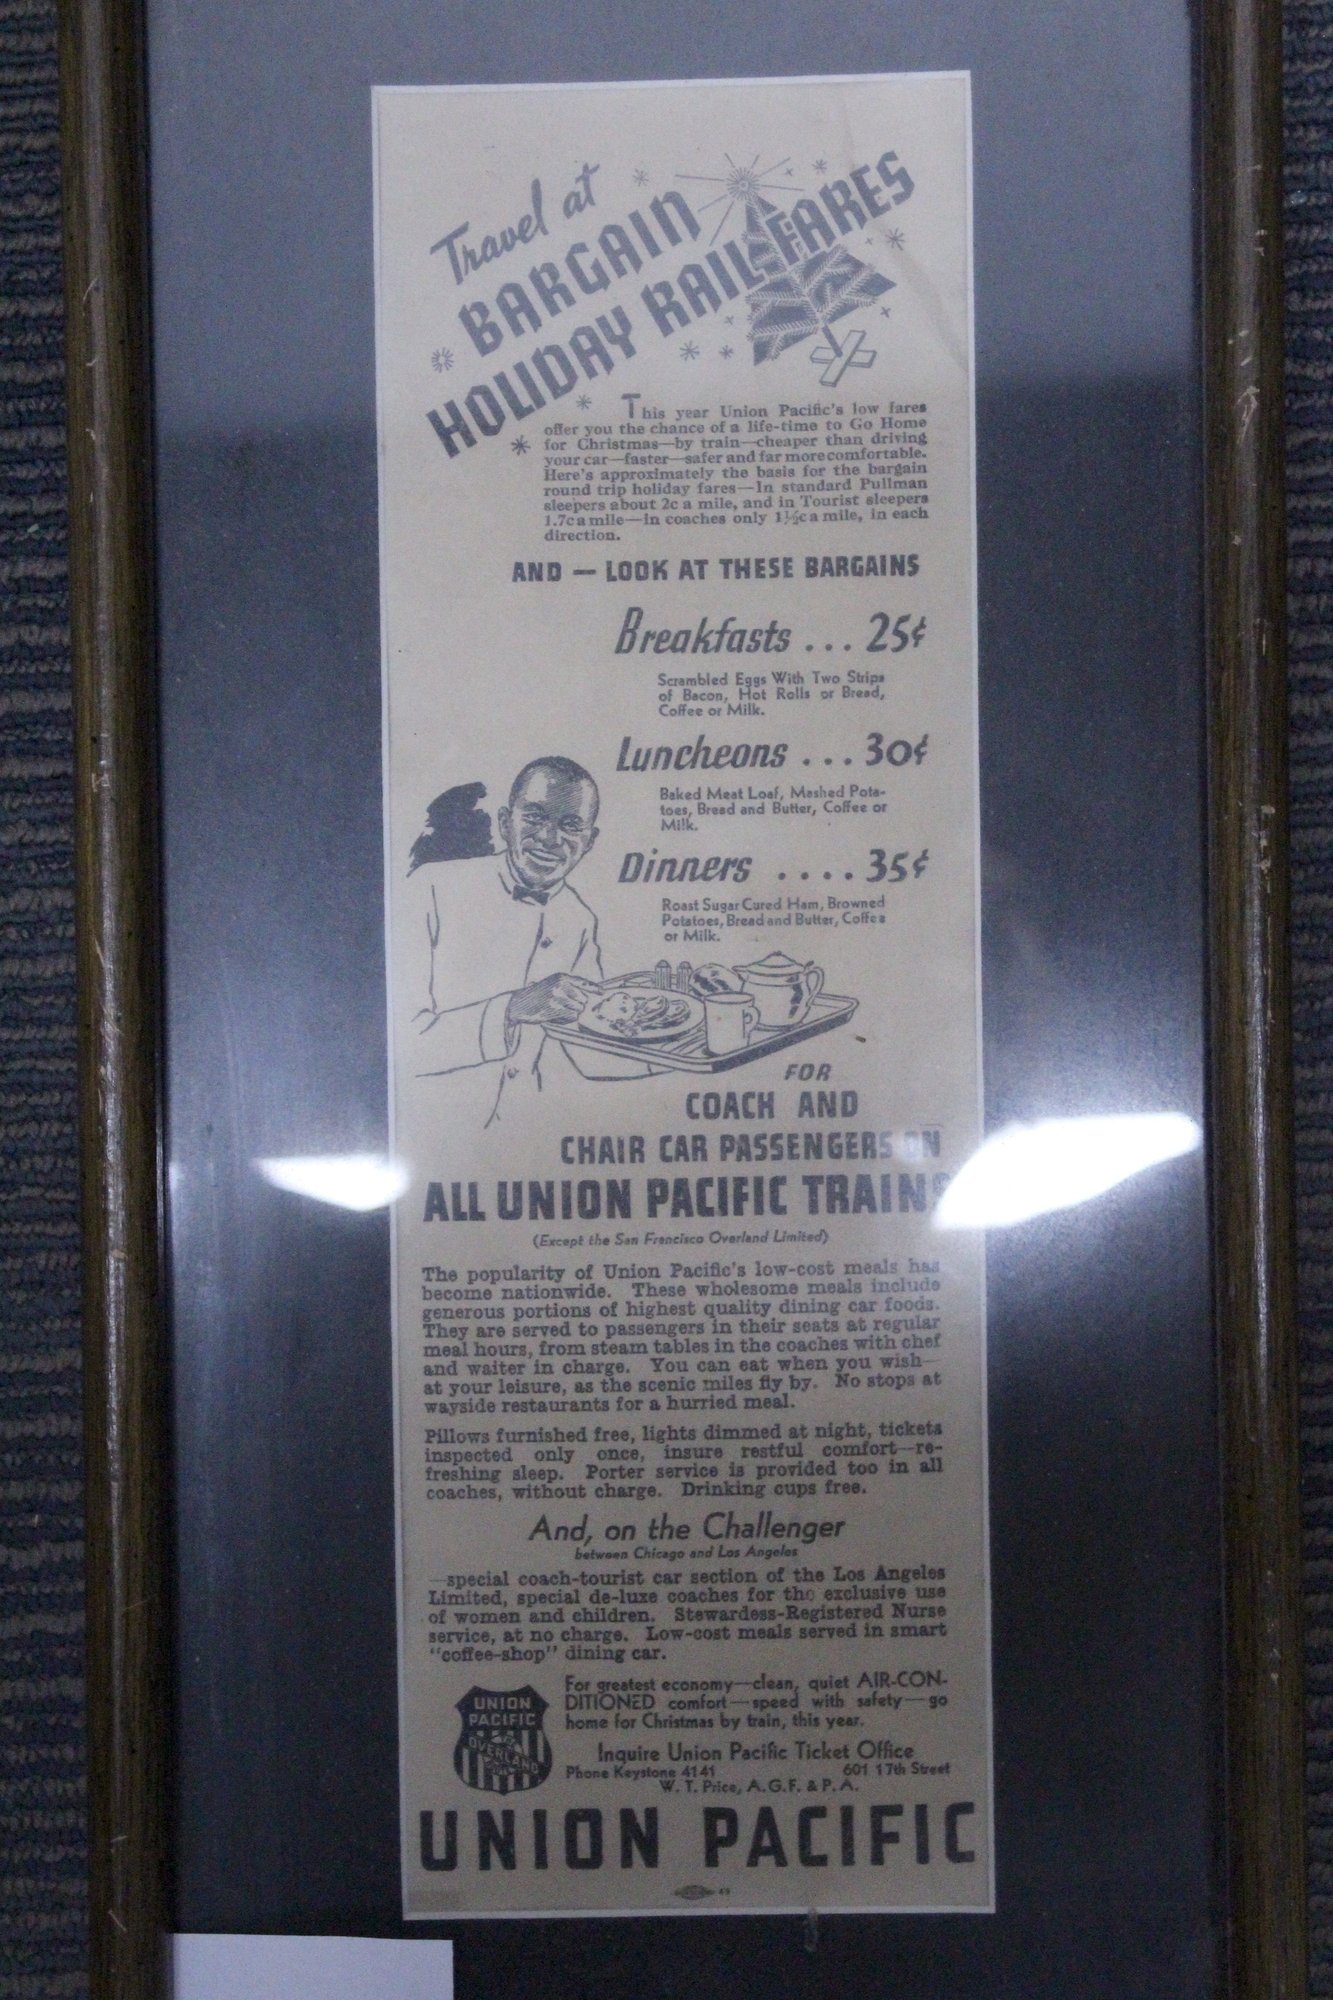 Travel at
BARGAIN
HOLIDAY RAIL FARES
This year Union Pacific's low fares
offer you the chance of a life-time to Go Home
for Christmas—by train—cheaper than driving
your car—faster—safer and far more comfortable.
Here's approximately the basis for the bargain
round trip holiday fares—In standard Pullman
sleepers about 2c a mile, and in Tourist sleepers
1.7c a mile—in coaches only 1½c a mile, in each
direction.
AND — LOOK AT THESE BARGAINS
Breakfasts ... 25¢
Scrambled Eggs With Two Strips
of Bacon, Hot Rolls or Bread,
Coffee or Milk.
Luncheons ... 30¢
Baked Meat Loaf, Mashed Pota-
toes, Bread and Butter, Coffee or
Milk.
Dinners .... 35¢
Roast Sugar Cured Ham, Browned
Potatoes, Bread and Butter, Coffee
or Milk.
FOR
COACH AND
CHAIR CAR PASSENGERS ON
ALL UNION PACIFIC TRAINS
(Except the San Francisco Overland Limited)
The popularity of Union Pacific's low-cost meals has
become nationwide. These wholesome meals include
generous portions of highest quality dining car foods.
They are served to passengers in their seats at regular
meal hours, from steam tables in the coaches with chef
and waiter in charge. You can eat when you wish—
at your leisure, as the scenic miles fly by. No stops at
wayside restaurants for a hurried meal.
Pillows furnished free, lights dimmed at night, tickets
inspected only once, insure restful comfort—re-
freshing sleep. Porter service is provided too in all
coaches, without charge. Drinking cups free.
And, on the Challenger
between Chicago and Los Angeles
—special coach-tourist car section of the Los Angeles
Limited, special de-luxe coaches for the exclusive use
of women and children. Stewardess-Registered Nurse
service, at no charge. Low-cost meals served in smart
"coffee-shop" dining car.
For greatest economy—clean, quiet AIR-CON-
DITIONED comfort—speed with safety—go
home for Christmas by train, this year.
UNION
PACIFIC
OVERLAND
Inquire Union Pacific Ticket Office
Phone Keystone 4141 601 17th Street
W. T. Price, A.G.F. & P.A.
UNION PACIFIC
49